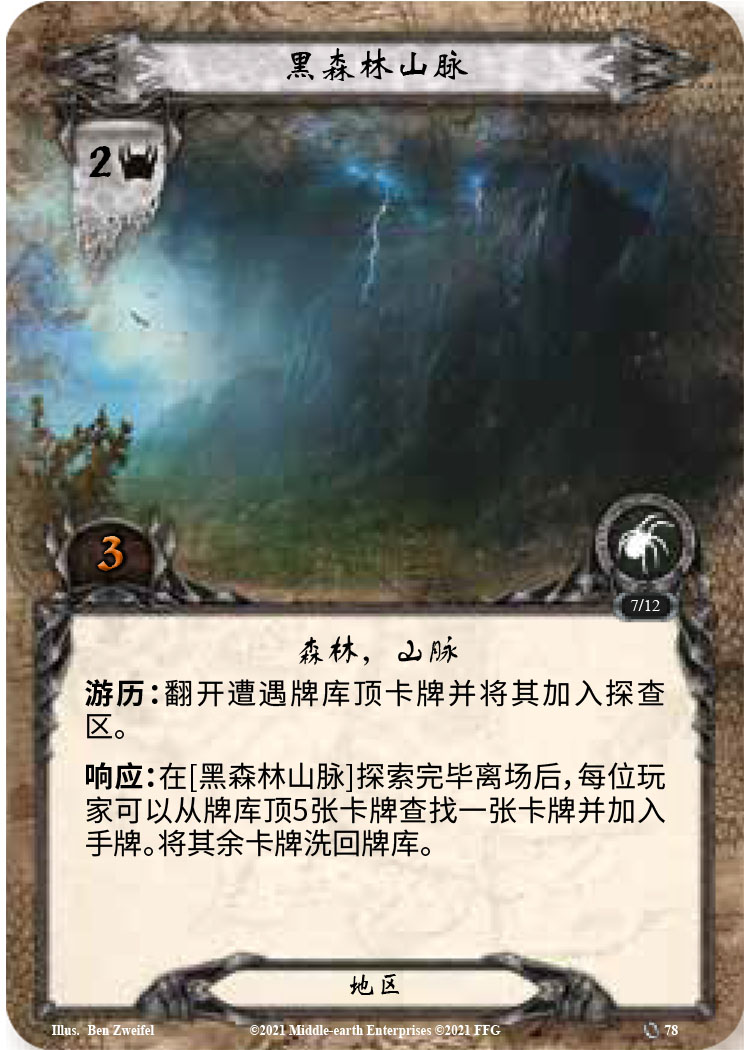 黑森林山脉
2
3
7/12
森林，山脉
游历：翻开遭遇牌库顶卡牌并将其加入探查
区。
响应：在[黑森林山脉]探索完毕离场后，每位玩
家可以从牌库顶5张卡牌查找一张卡牌并加入
手牌。将其余卡牌洗回牌库。
地区
Illus. Ben Zweifel ©2021 Middle-earth Enterprises ©2021 FFG 78